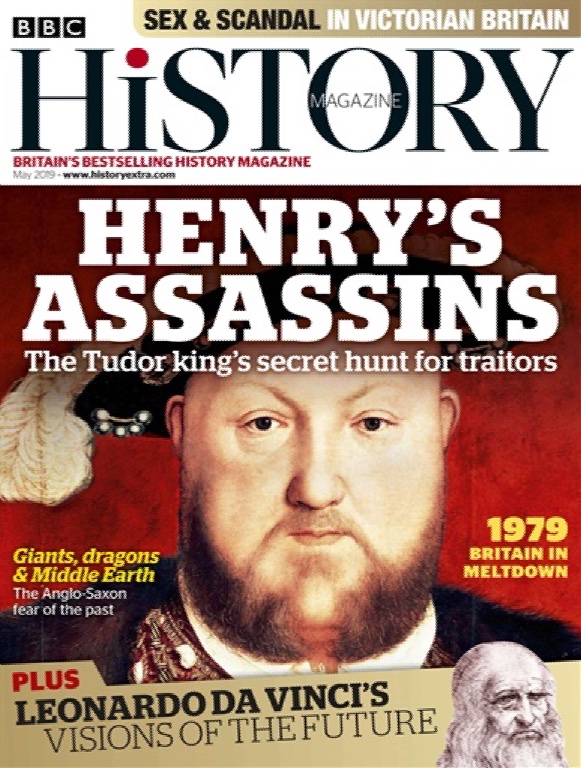 BBC
SEX & SCANDAL IN VICTORIAN BRITAIN
HiSTORY
MAGAZINE
BRITAIN'S BESTSELLING HISTORY MAGAZINE
May 2019 • www.historyextra.com
HENRY'S
ASSASSINS
The Tudor king's secret hunt for traitors
1979
BRITAIN IN
MELTDOWN
Giants, dragons
& Middle Earth
The Anglo-Saxon
fear of the past
PLUS
LEONARDO DA VINCI'S
VISIONS OF THE FUTURE